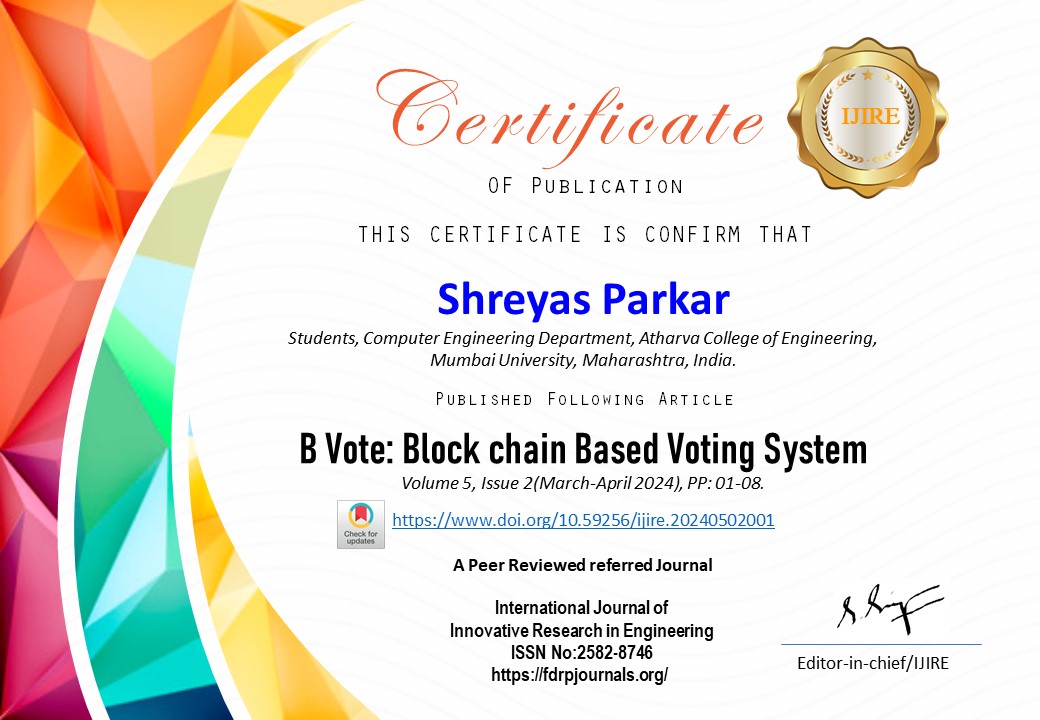 Certificate
IJIRE
OF PUBLICATION
THIS CERTIFICATE IS CONFIRM THAT
Shreyas Parkar
Students, Computer Engineering Department, Atharva College of Engineering,
Mumbai University, Maharashtra, India.
PUBLISHED FOLLOWING ARTICLE
B Vote: Block chain Based Voting System
Volume 5, Issue 2(March-April 2024), PP: 01-08.
Check for
updates
https://www.doi.org/10.59256/ijire.20240502001
A Peer Reviewed referred Journal
International Journal of
Innovative Research in Engineering
ISSN No:2582-8746
https://fdrpjournals.org/
Editor-in-chief/IJIRE